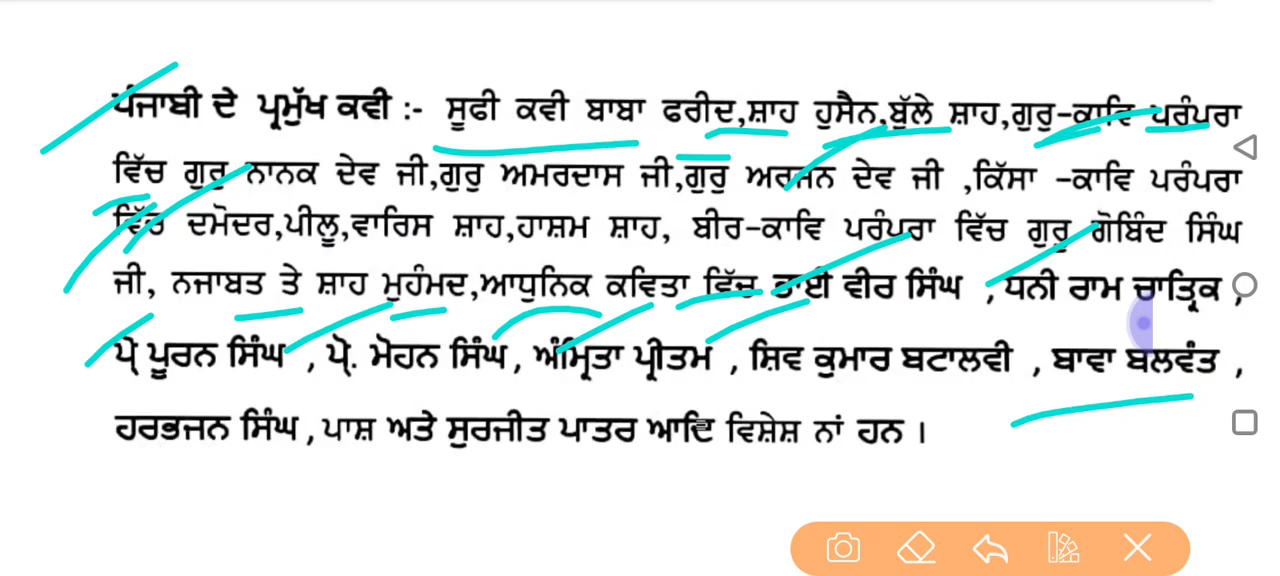 ਪੰਜਾਬੀ ਦੇ ਪ੍ਰਮੁੱਖ ਕਵੀ :- ਸੂਫੀ ਕਵੀ ਬਾਬਾ ਫਰੀਦ,ਸ਼ਾਹ ਹੁਸੈਨ,ਬੁੱਲੇ ਸ਼ਾਹ,ਗੁਰੂ-ਕਾਵਿ ਪਰੰਪਰਾ
ਵਿੱਚ ਗੁਰੂ ਨਾਨਕ ਦੇਵ ਜੀ,ਗੁਰੂ ਅਮਰਦਾਸ ਜੀ,ਗੁਰੂ ਅਰਜਨ ਦੇਵ ਜੀ ,ਕਿੱਸਾ -ਕਾਵਿ ਪਰੰਪਰਾ
ਵਿੱਚ ਦਮੋਦਰ,ਪੀਲੂ,ਵਾਰਿਸ ਸ਼ਾਹ,ਹਾਸ਼ਮ ਸ਼ਾਹ, ਬੀਰ-ਕਾਵਿ ਪਰੰਪਰਾ ਵਿੱਚ ਗੁਰੂ ਗੋਬਿੰਦ ਸਿੰਘ
ਜੀ, ਨਜਾਬਤ ਤੇ ਸ਼ਾਹ ਮੁਹੰਮਦ,ਆਧੁਨਿਕ ਕਵਿਤਾ ਵਿੱਚ ਭਾਈ ਵੀਰ ਸਿੰਘ , ਧਨੀ ਰਾਮ ਚਾਤ੍ਰਿਕ ,
ਪ੍ਰੋ ਪੂਰਨ ਸਿੰਘ , ਪ੍ਰੋ. ਮੋਹਨ ਸਿੰਘ, ਅੰਮ੍ਰਿਤਾ ਪ੍ਰੀਤਮ , ਸ਼ਿਵ ਕੁਮਾਰ ਬਟਾਲਵੀ , ਬਾਵਾ ਬਲਵੰਤ ,
ਹਰਭਜਨ ਸਿੰਘ , ਪਾਸ਼ ਅਤੇ ਸੁਰਜੀਤ ਪਾਤਰ ਆਦਿ ਵਿਸ਼ੇਸ਼ ਨਾਂ ਹਨ ।